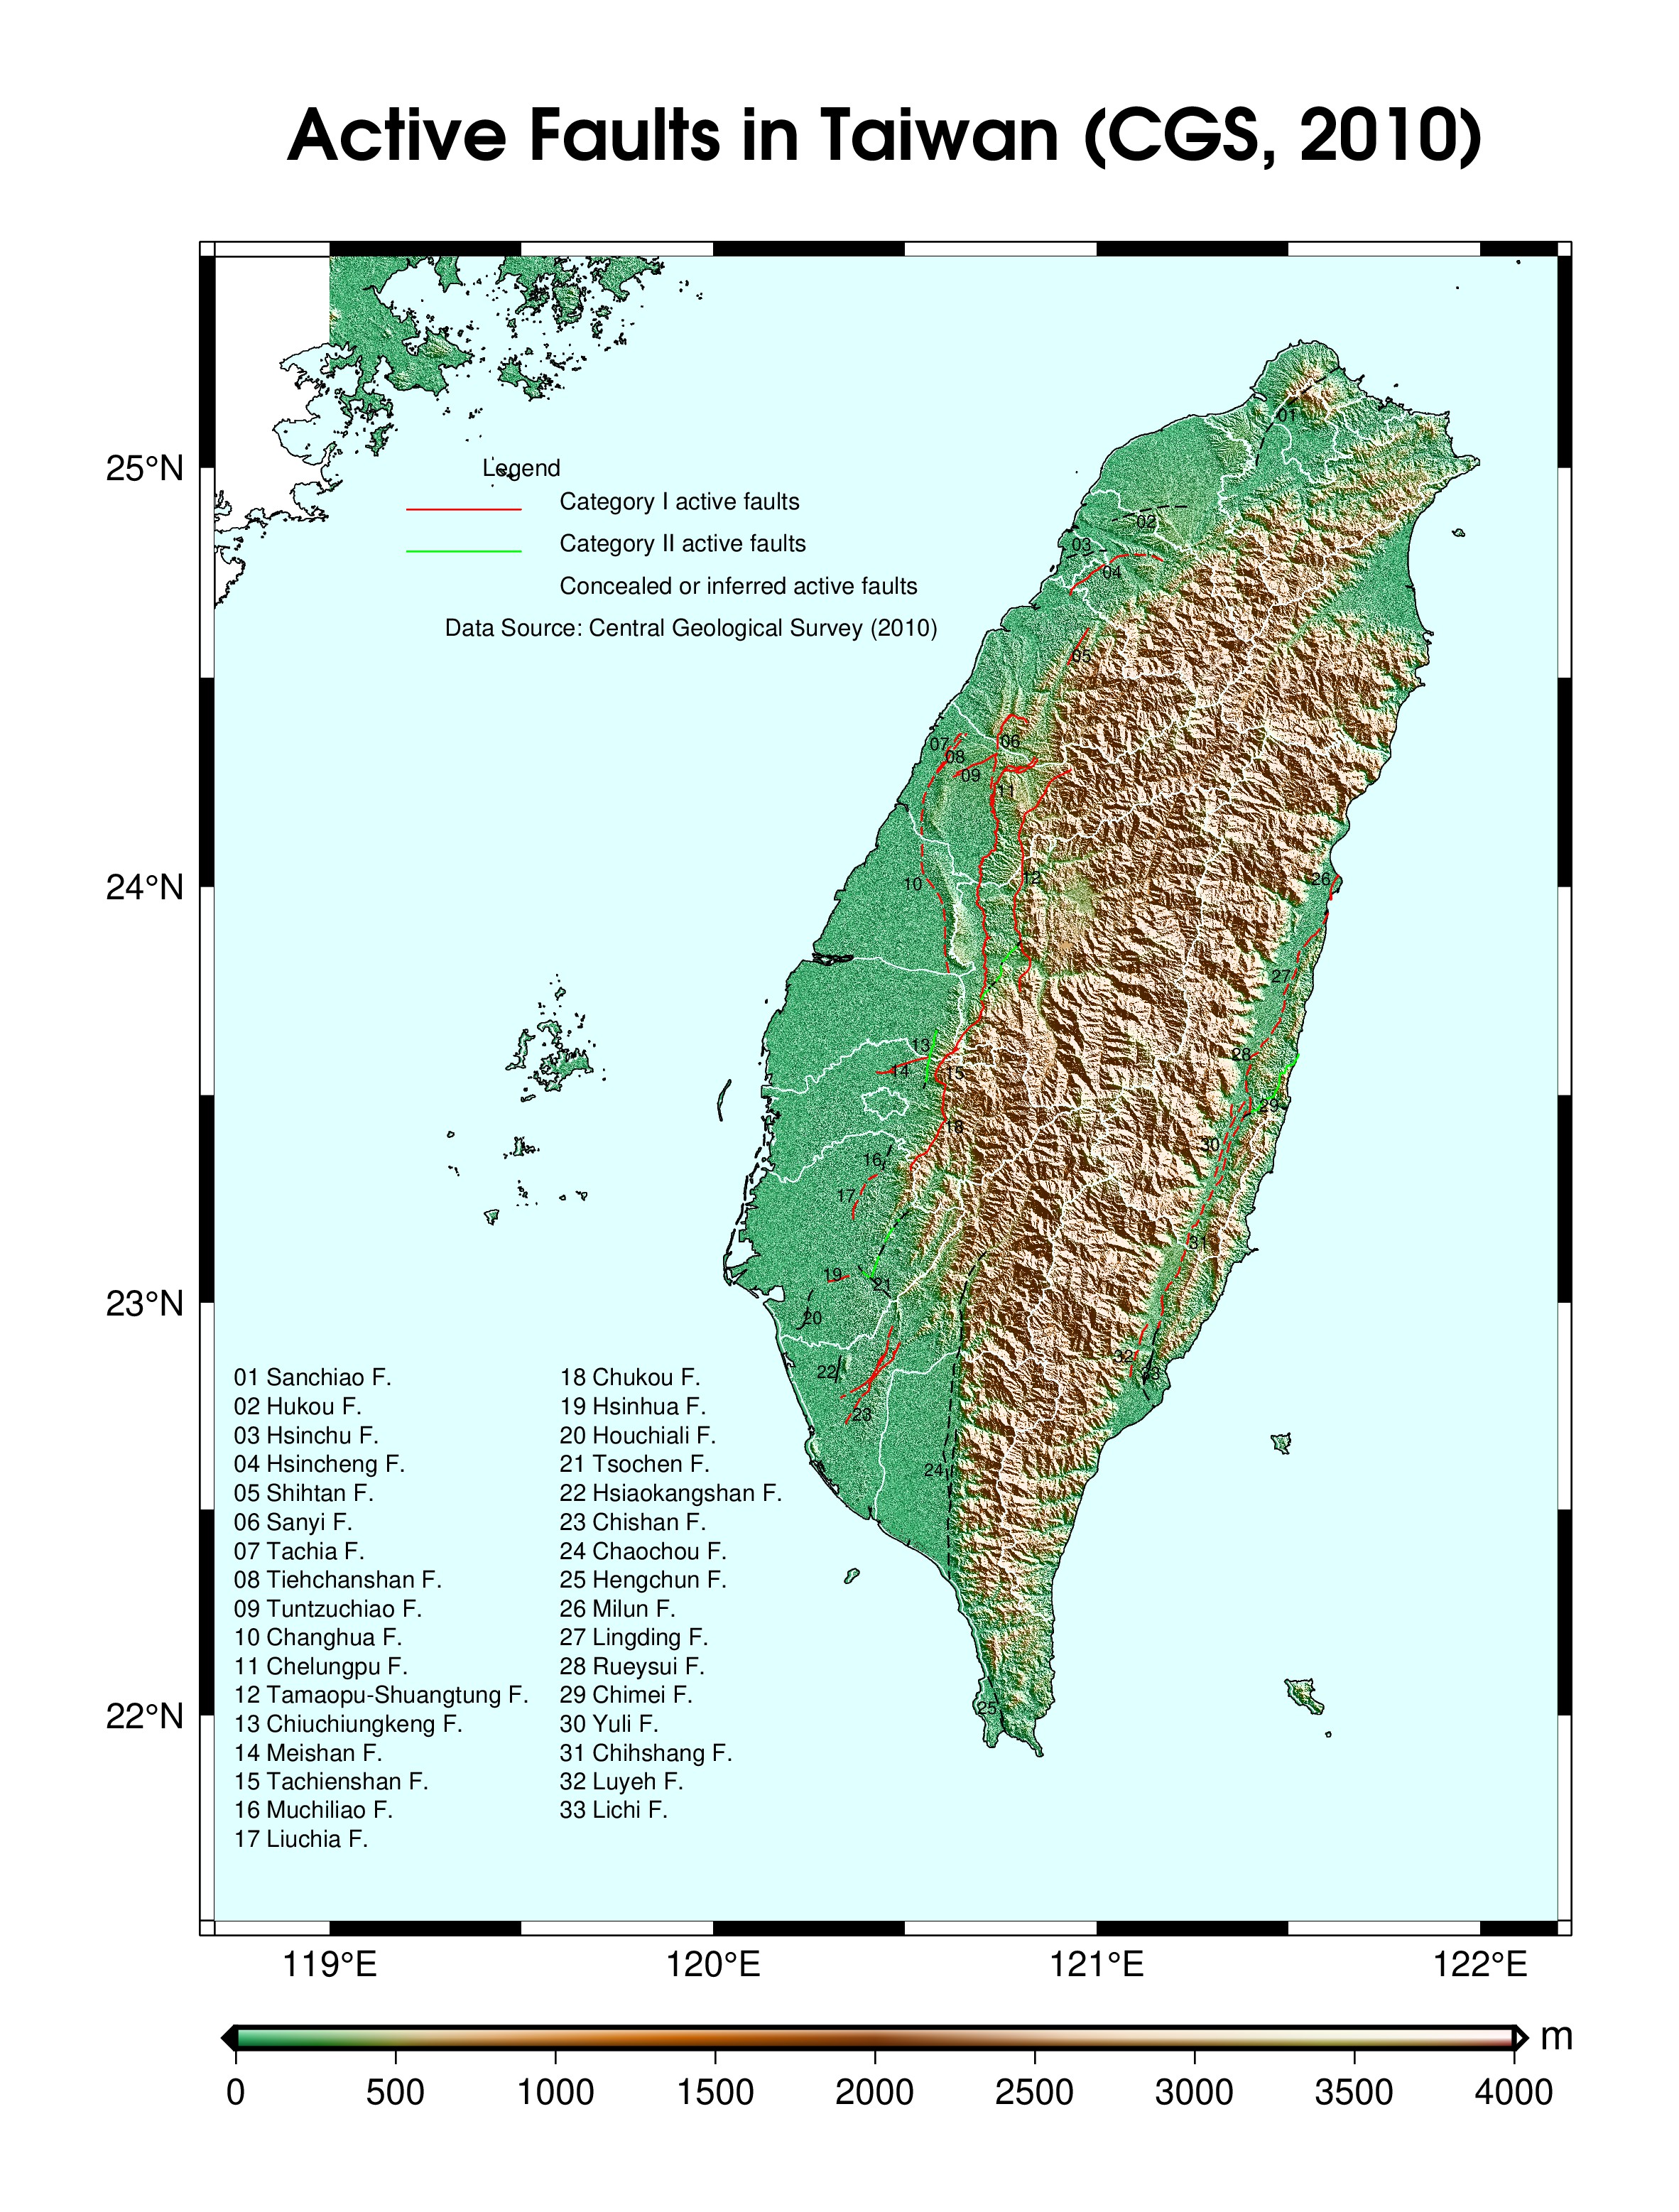 Active Faults in Taiwan (CGS, 2010)
25°N
24°N
23°N
22°N
Legend
Category I active faults
Category II active faults
Concealed or inferred active faults
Data Source: Central Geological Survey (2010)
01
02
03
04
05
06
07
08
09
11
10
12
26
27
13
14
15
28
29
18
30
16
17
31
19
21
20
32
33
22
23
24
25
01 Sanchiao F.
02 Hukou F.
03 Hsinchu F.
04 Hsincheng F.
05 Shihtan F.
06 Sanyi F.
07 Tachia F.
08 Tiehchanshan F.
09 Tuntzuchiao F.
10 Changhua F.
11 Chelungpu F.
12 Tamaopu-Shuangtung F.
13 Chiuchiungkeng F.
14 Meishan F.
15 Tachienshan F.
16 Muchiliao F.
17 Liuchia F.
18 Chukou F.
19 Hsinhua F.
20 Houchiali F.
21 Tsochen F.
22 Hsiaokangshan F.
23 Chishan F.
24 Chaochou F.
25 Hengchun F.
26 Milun F.
27 Lingding F.
28 Rueysui F.
29 Chimei F.
30 Yuli F.
31 Chihshang F.
32 Luyeh F.
33 Lichi F.
119°E 120°E 121°E 122°E
m
0 500 1000 1500 2000 2500 3000 3500 4000